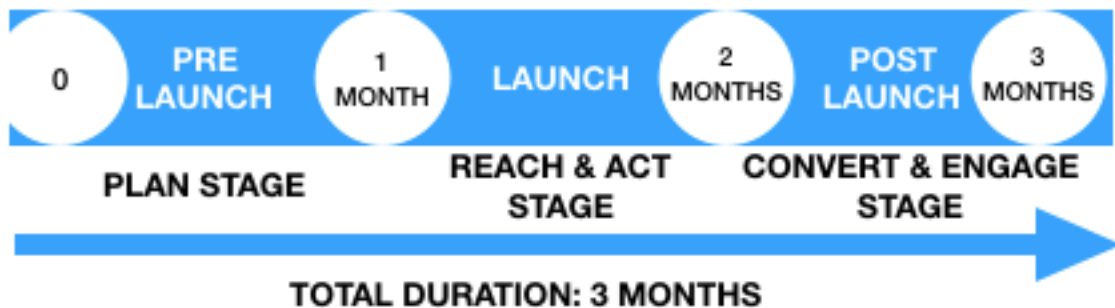 0
PRE
LAUNCH
1
MONTH
LAUNCH
2
MONTHS
POST
LAUNCH
3
MONTHS
PLAN STAGE
REACH & ACT
STAGE
CONVERT & ENGAGE
STAGE
TOTAL DURATION: 3 MONTHS